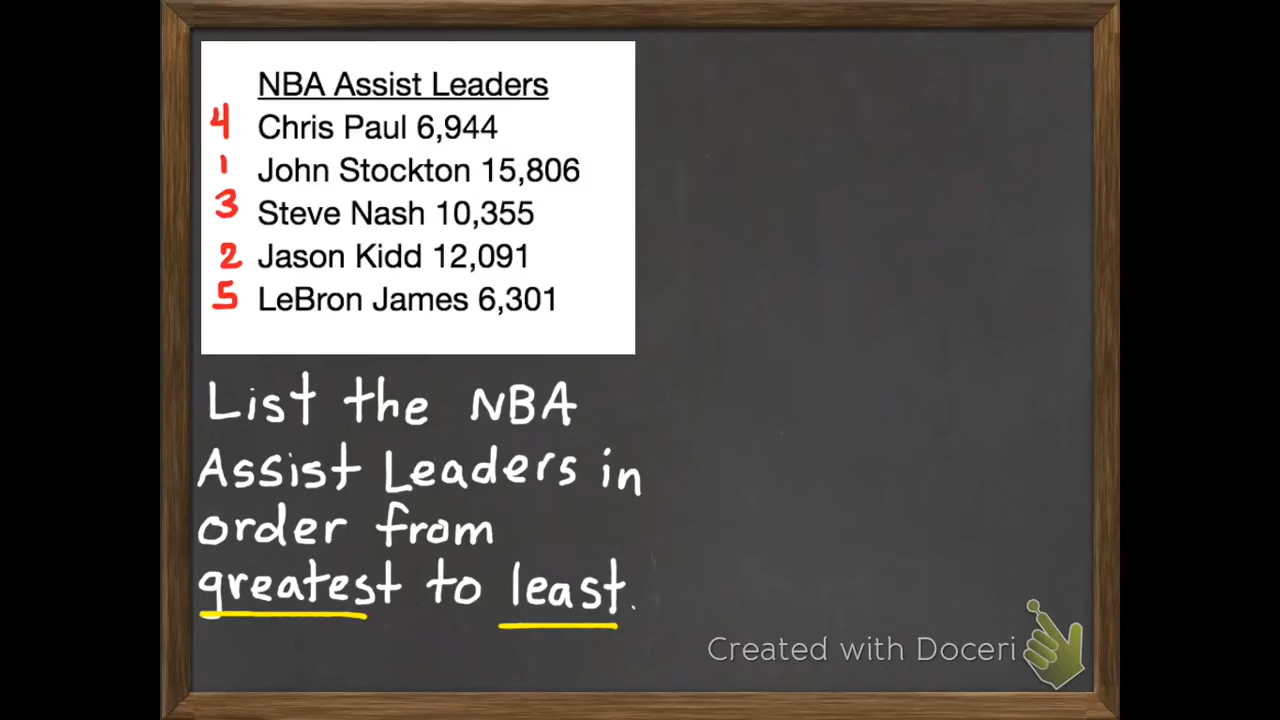 NBA Assist Leaders
4 Chris Paul 6,944
1 John Stockton 15,806
3 Steve Nash 10,355
2 Jason Kidd 12,091
5 LeBron James 6,301
List the NBA
Assist Leaders in
order from
greatest to least.
Created with Doceri